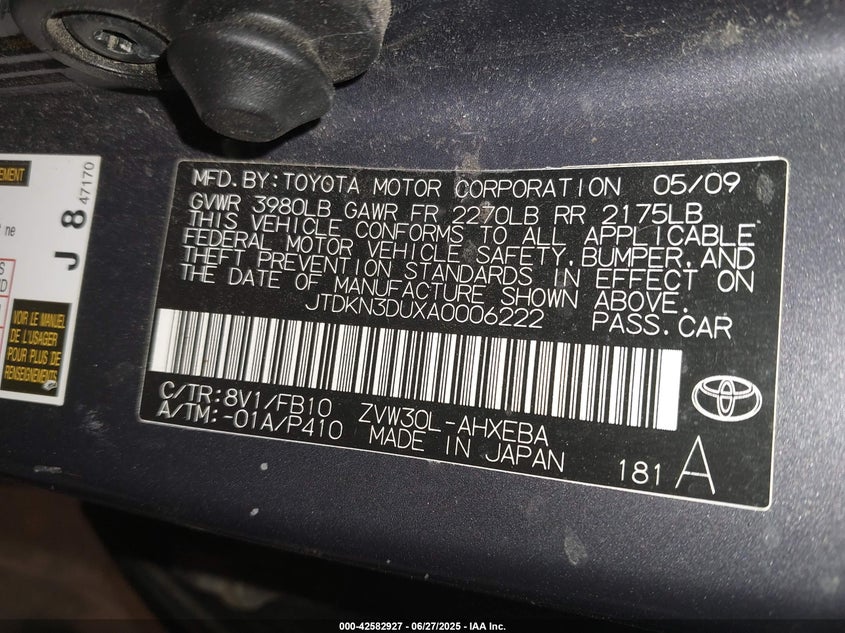 MFD.BY:TOYOTA MOTOR CORPORATION 05/09
GVWR 3980LB GAWR FR 2270LB RR 2175LB
THIS VEHICLE CONFORMS TO ALL APPLICABLE
FEDERAL MOTOR VEHICLE SAFETY,BUMPER,AND
THEFT PREVENTION STANDARDS IN EFFECT ON
THE DATE OF MANUFACTURE SHOWN ABOVE.
JTDKN3DUXA0006222 PASS.CAR
C/TR:8V1/FB10 ZVW30L-AHXEBA
A/TM:-01A/P410 MADE IN JAPAN
181 A
EMENT
J 8 47170
ne
VOIR LE MANUEL
DE L'USAGER
POUR PLUS DE
RENSEIGNEMENTS
000-42582927 - 06/27/2025 - IAA Inc.